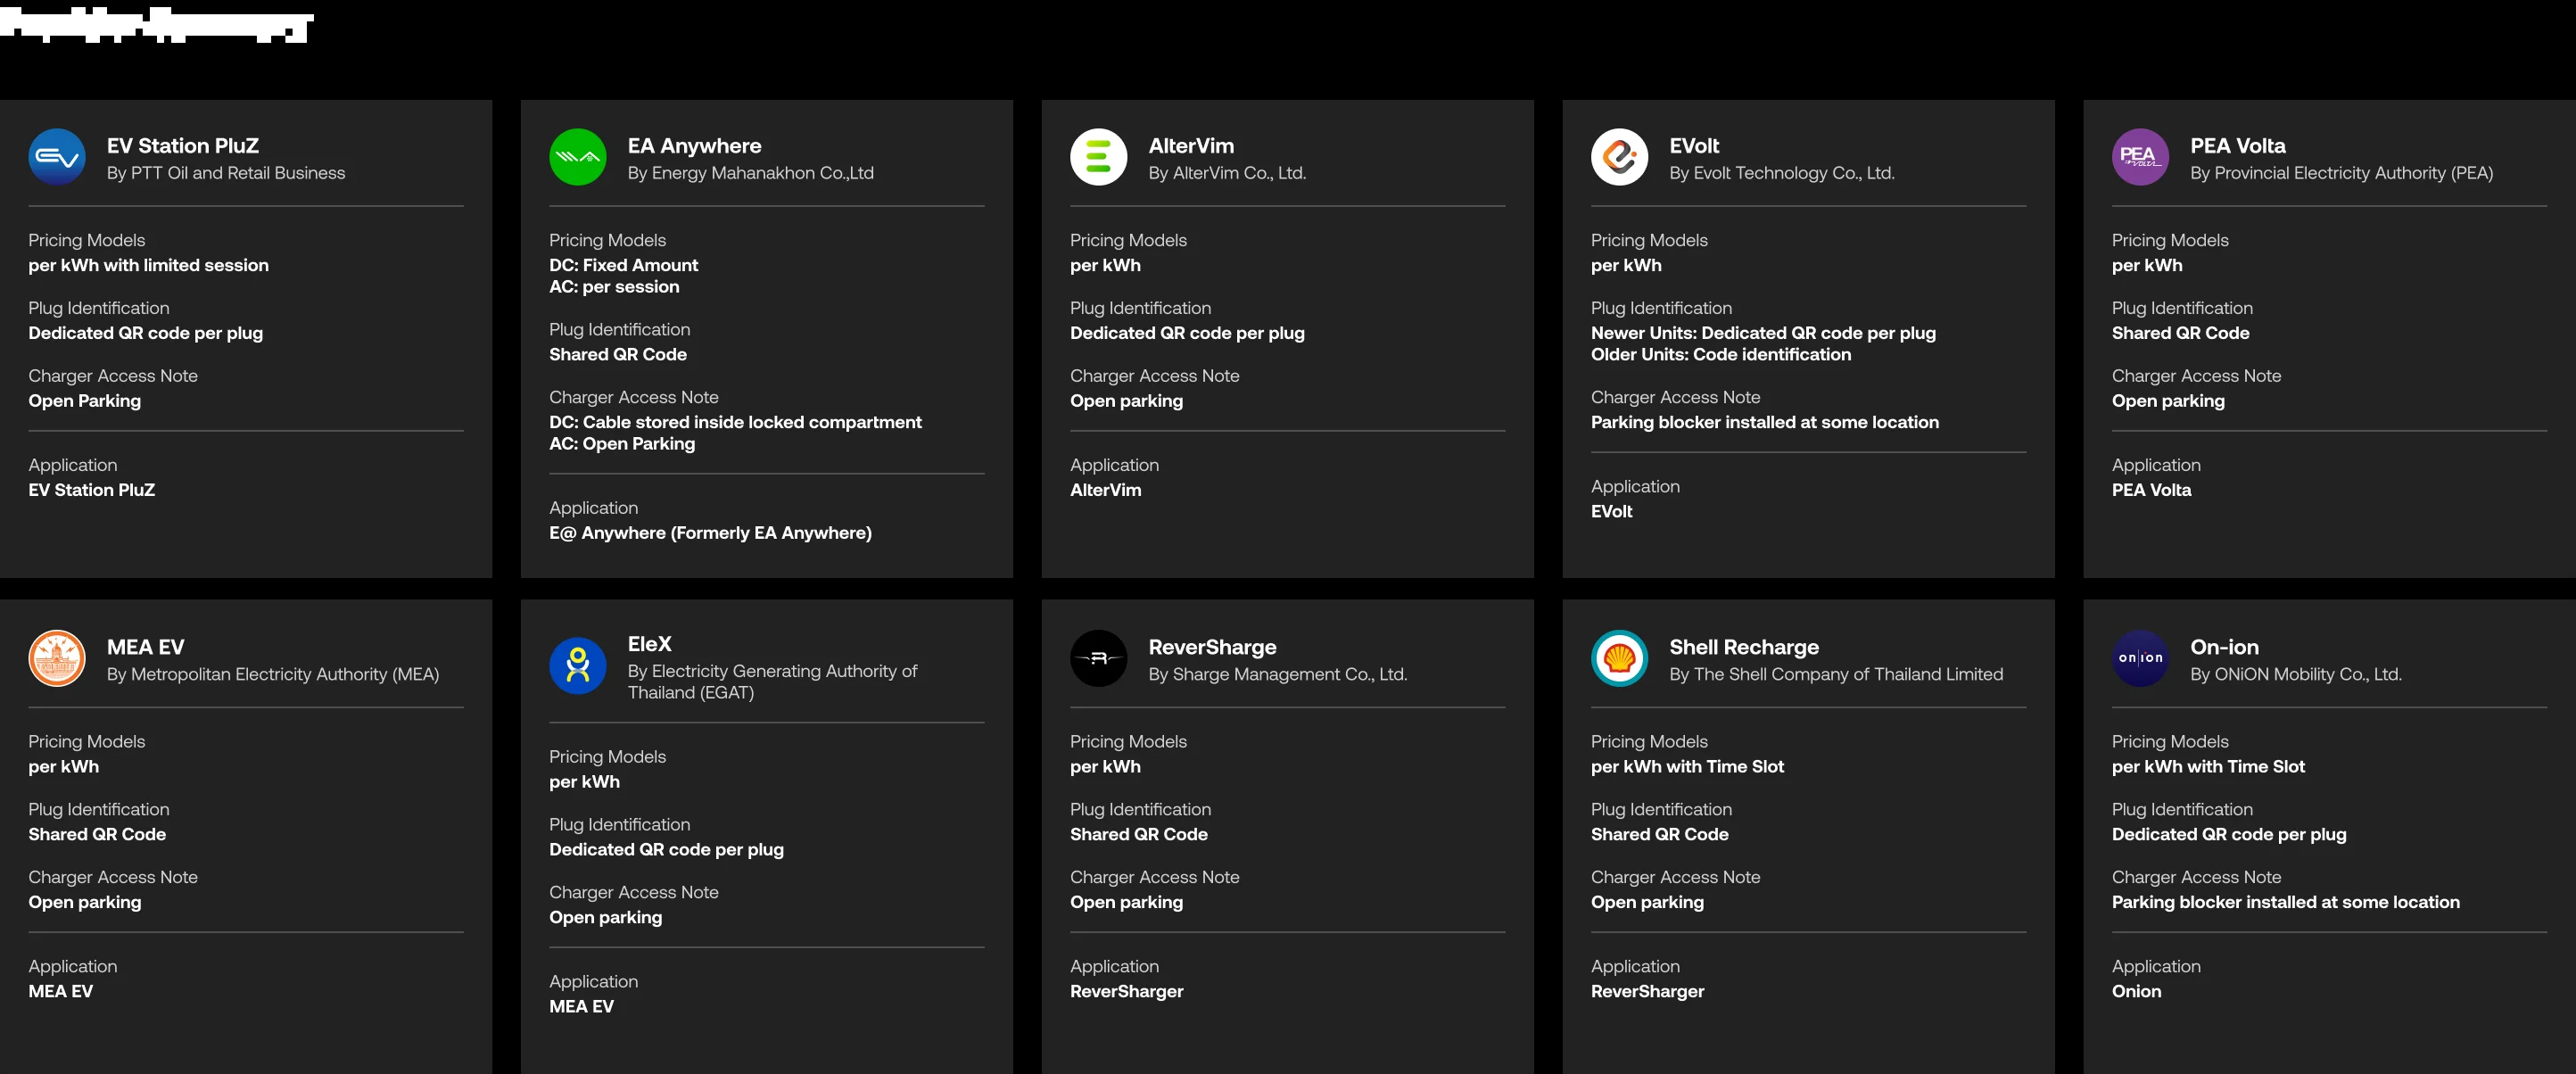 EV Station PluZ
By PTT Oil and Retail Business
Pricing Models
per kWh with limited session
Plug Identification
Dedicated QR code per plug
Charger Access Note
Open Parking
Application
EV Station PluZ
EA Anywhere
By Energy Mahanakhon Co.,Ltd
Pricing Models
DC: Fixed Amount
AC: per session
Plug Identification
Shared QR Code
Charger Access Note
DC: Cable stored inside locked compartment
AC: Open Parking
Application
E@ Anywhere (Formerly EA Anywhere)
AlterVim
By AlterVim Co., Ltd.
Pricing Models
per kWh
Plug Identification
Dedicated QR code per plug
Charger Access Note
Open parking
Application
AlterVim
EVolt
By Evolt Technology Co., Ltd.
Pricing Models
per kWh
Plug Identification
Newer Units: Dedicated QR code per plug
Older Units: Code identification
Charger Access Note
Parking blocker installed at some location
Application
EVolt
PEA
VOLTA
PEA Volta
By Provincial Electricity Authority (PEA)
Pricing Models
per kWh
Plug Identification
Shared QR Code
Charger Access Note
Open parking
Application
PEA Volta
MEA EV
By Metropolitan Electricity Authority (MEA)
Pricing Models
per kWh
Plug Identification
Shared QR Code
Charger Access Note
Open parking
Application
MEA EV
EleX
By Electricity Generating Authority of
Thailand (EGAT)
Pricing Models
per kWh
Plug Identification
Dedicated QR code per plug
Charger Access Note
Open parking
Application
MEA EV
ReverSharge
By Sharge Management Co., Ltd.
Pricing Models
per kWh
Plug Identification
Shared QR Code
Charger Access Note
Open parking
Application
ReverSharger
Shell Recharge
By The Shell Company of Thailand Limited
Pricing Models
per kWh with Time Slot
Plug Identification
Shared QR Code
Charger Access Note
Open parking
Application
ReverSharger
on|ion
On-ion
By ONiON Mobility Co., Ltd.
Pricing Models
per kWh with Time Slot
Plug Identification
Dedicated QR code per plug
Charger Access Note
Parking blocker installed at some location
Application
Onion